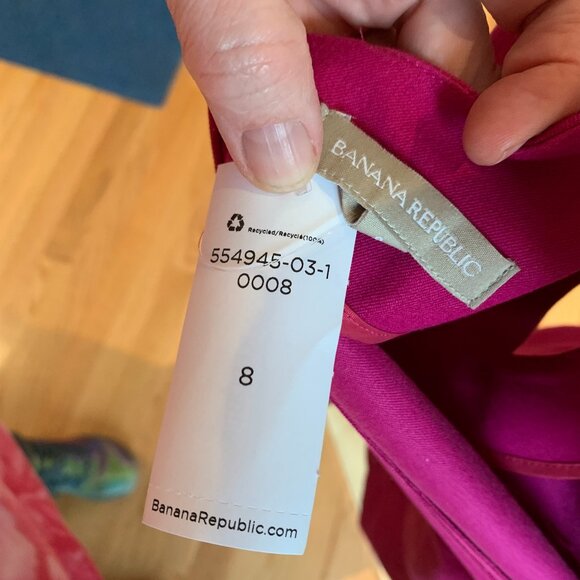 BANANA REPUBLIC
Recycled/Recyclé(100%)
554945-03-1
0008
8
BananaRepublic.com